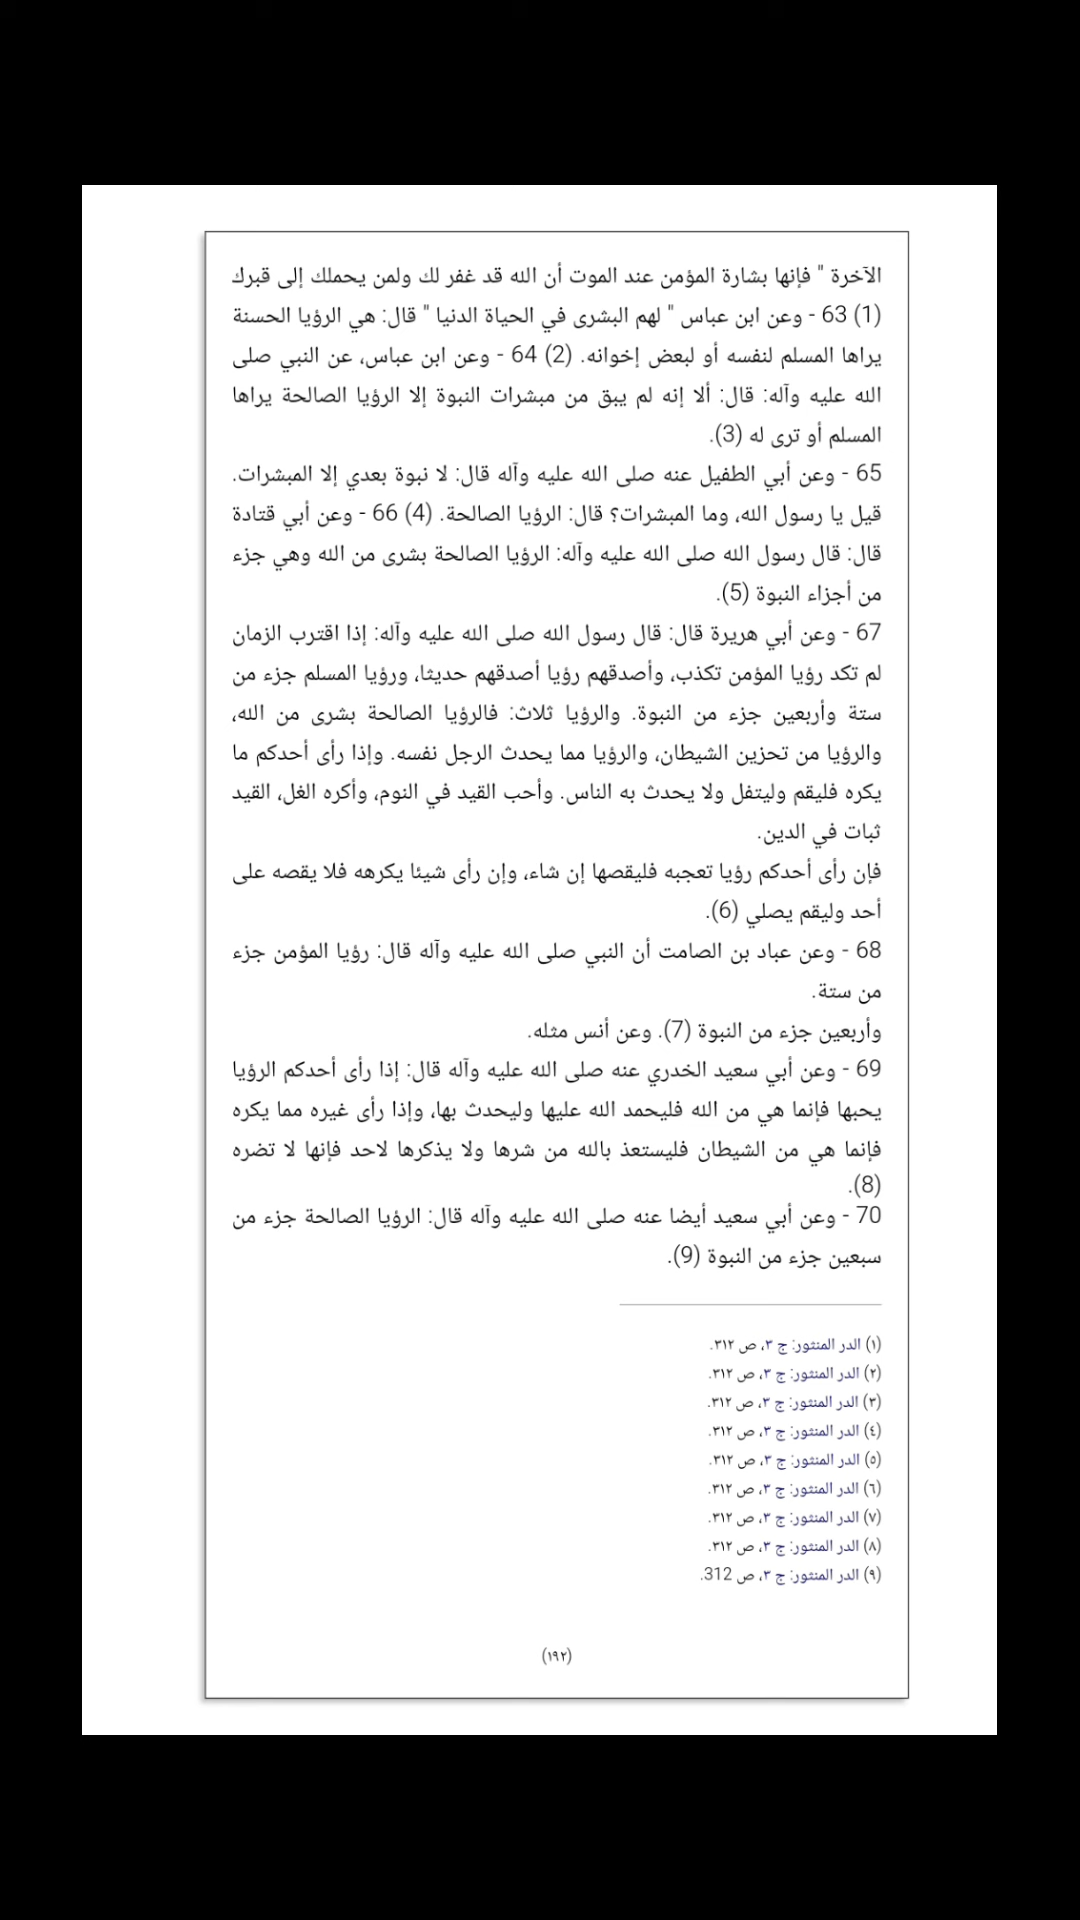 الآخرة " فإنها بشارة المؤمن عند الموت أن الله قد غفر لك ولمن يحملك إلى قبرك
(1) 63 - وعن ابن عباس " لهم البشرى في الحياة الدنيا " قال: هي الرؤيا الحسنة
يراها المسلم لنفسه أو لبعض إخوانه. (2) 64 - وعن ابن عباس، عن النبي صلى
الله عليه وآله: قال: ألا إنه لم يبق من مبشرات النبوة إلا الرؤيا الصالحة يراها
المسلم أو ترى له (3).
65 - وعن أبي الطفيل عنه صلى الله عليه وآله قال: لا نبوة بعدي إلا المبشرات.
قيل يا رسول الله، وما المبشرات؟ قال: الرؤيا الصالحة. (4) 66 - وعن أبي قتادة
قال: قال رسول الله صلى الله عليه وآله: الرؤيا الصالحة بشرى من الله وهي جزء
من أجزاء النبوة (5).
67 - وعن أبي هريرة قال: قال رسول الله صلى الله عليه وآله: إذا اقترب الزمان
لم تكد رؤيا المؤمن تكذب، وأصدقهم رؤيا أصدقهم حديثا، ورؤيا المسلم جزء من
ستة وأربعين جزء من النبوة. والرؤيا ثلاث: فالرؤيا الصالحة بشرى من الله،
والرؤيا من تحزين الشيطان، والرؤيا مما يحدث الرجل نفسه. وإذا رأى أحدكم ما
يكره فليقم وليتفل ولا يحدث به الناس. وأحب القيد في النوم، وأكره الغل، القيد
ثبات في الدين.
فإن رأى أحدكم رؤيا تعجبه فليقصها إن شاء، وإن رأى شيئا يكرهه فلا يقصه على
أحد وليقم يصلي (6).
68 - وعن عباد بن الصامت أن النبي صلى الله عليه وآله قال: رؤيا المؤمن جزء
من ستة.
وأربعين جزء من النبوة (7). وعن أنس مثله.
69 - وعن أبي سعيد الخدري عنه صلى الله عليه وآله قال: إذا رأى أحدكم الرؤيا
يحبها فإنما هي من الله فليحمد الله عليها وليحدث بها، وإذا رأى غيره مما يكره
فإنما هي من الشيطان فليستعذ بالله من شرها ولا يذكرها لاحد فإنها لا تضره
(8).
70 - وعن أبي سعيد أيضا عنه صلى الله عليه وآله قال: الرؤيا الصالحة جزء من
سبعين جزء من النبوة (9).
(١) الدر المنثور: ج ٣، ص ٣١٢.
(٢) الدر المنثور: ج ٣، ص ٣١٢.
(٣) الدر المنثور: ج ٣، ص ٣١٢.
(٤) الدر المنثور: ج ٣، ص ٣١٢.
(٥) الدر المنثور: ج ٣، ص ٣١٢.
(٦) الدر المنثور: ج ٣، ص ٣١٢.
(٧) الدر المنثور: ج ٣، ص ٣١٢.
(٨) الدر المنثور: ج ٣، ص ٣١٢.
(٩) الدر المنثور: ج ٣، ص 312.
(١٩٢)